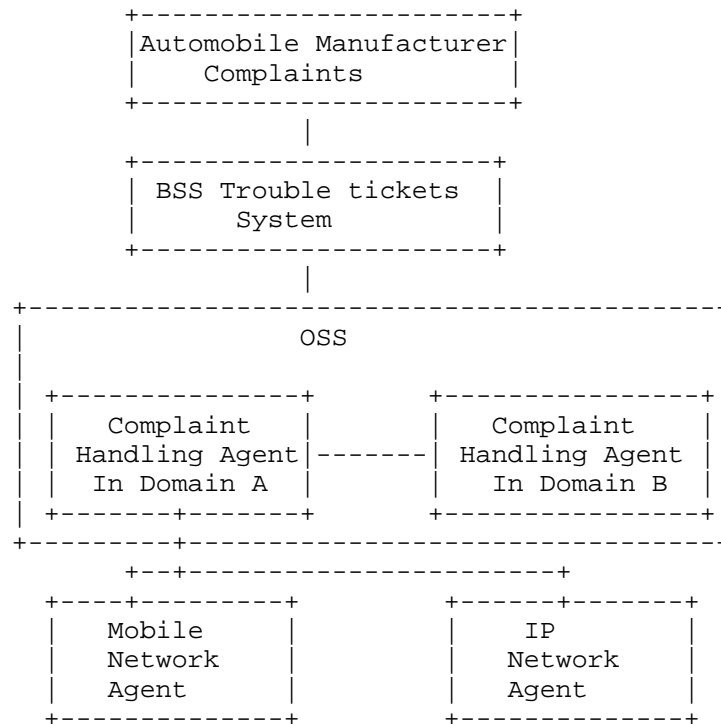 Automobile Manufacturer
Complaints
BSS Trouble tickets
System
OSS
Complaint Complaint
Handling Agent Handling Agent
In Domain A In Domain B
Mobile IP
Network Network
Agent Agent